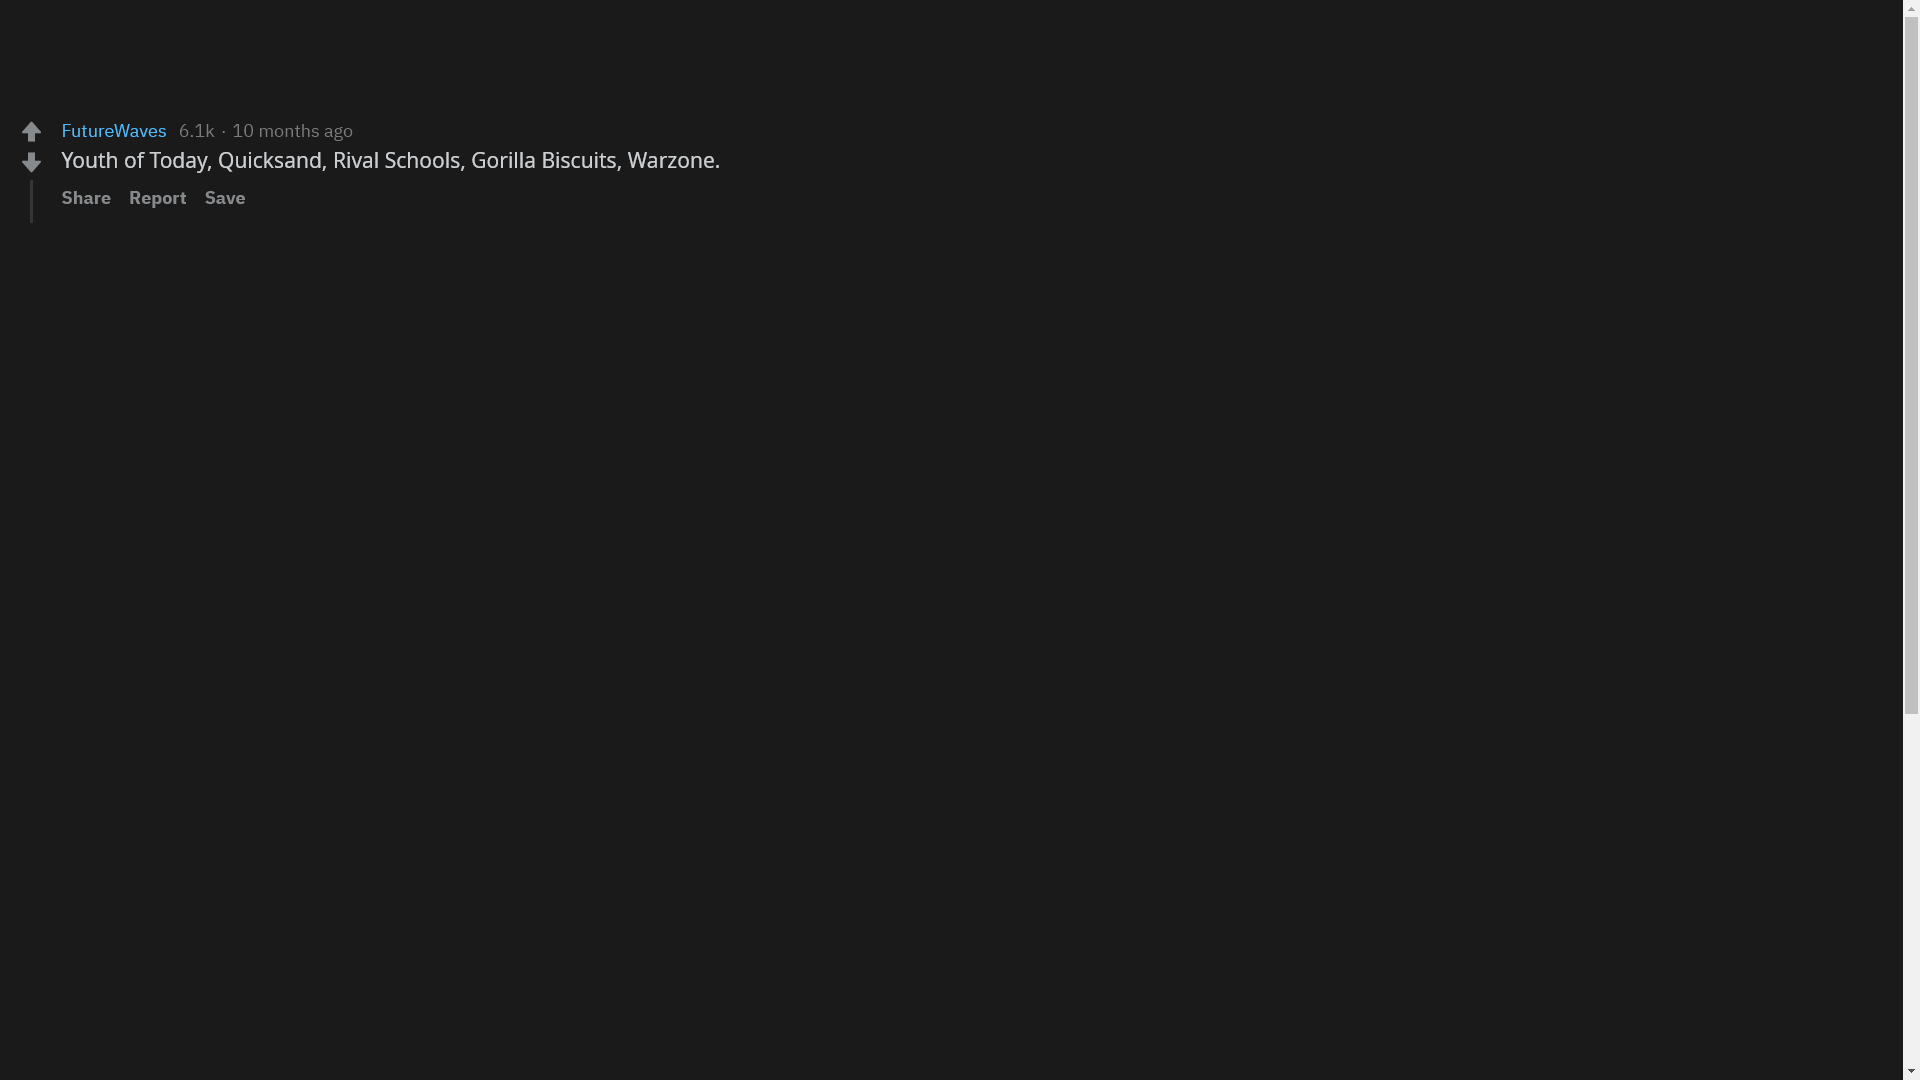 FutureWaves 6.1k · 10 months ago
Youth of Today, Quicksand, Rival Schools, Gorilla Biscuits, Warzone.
Share Report Save